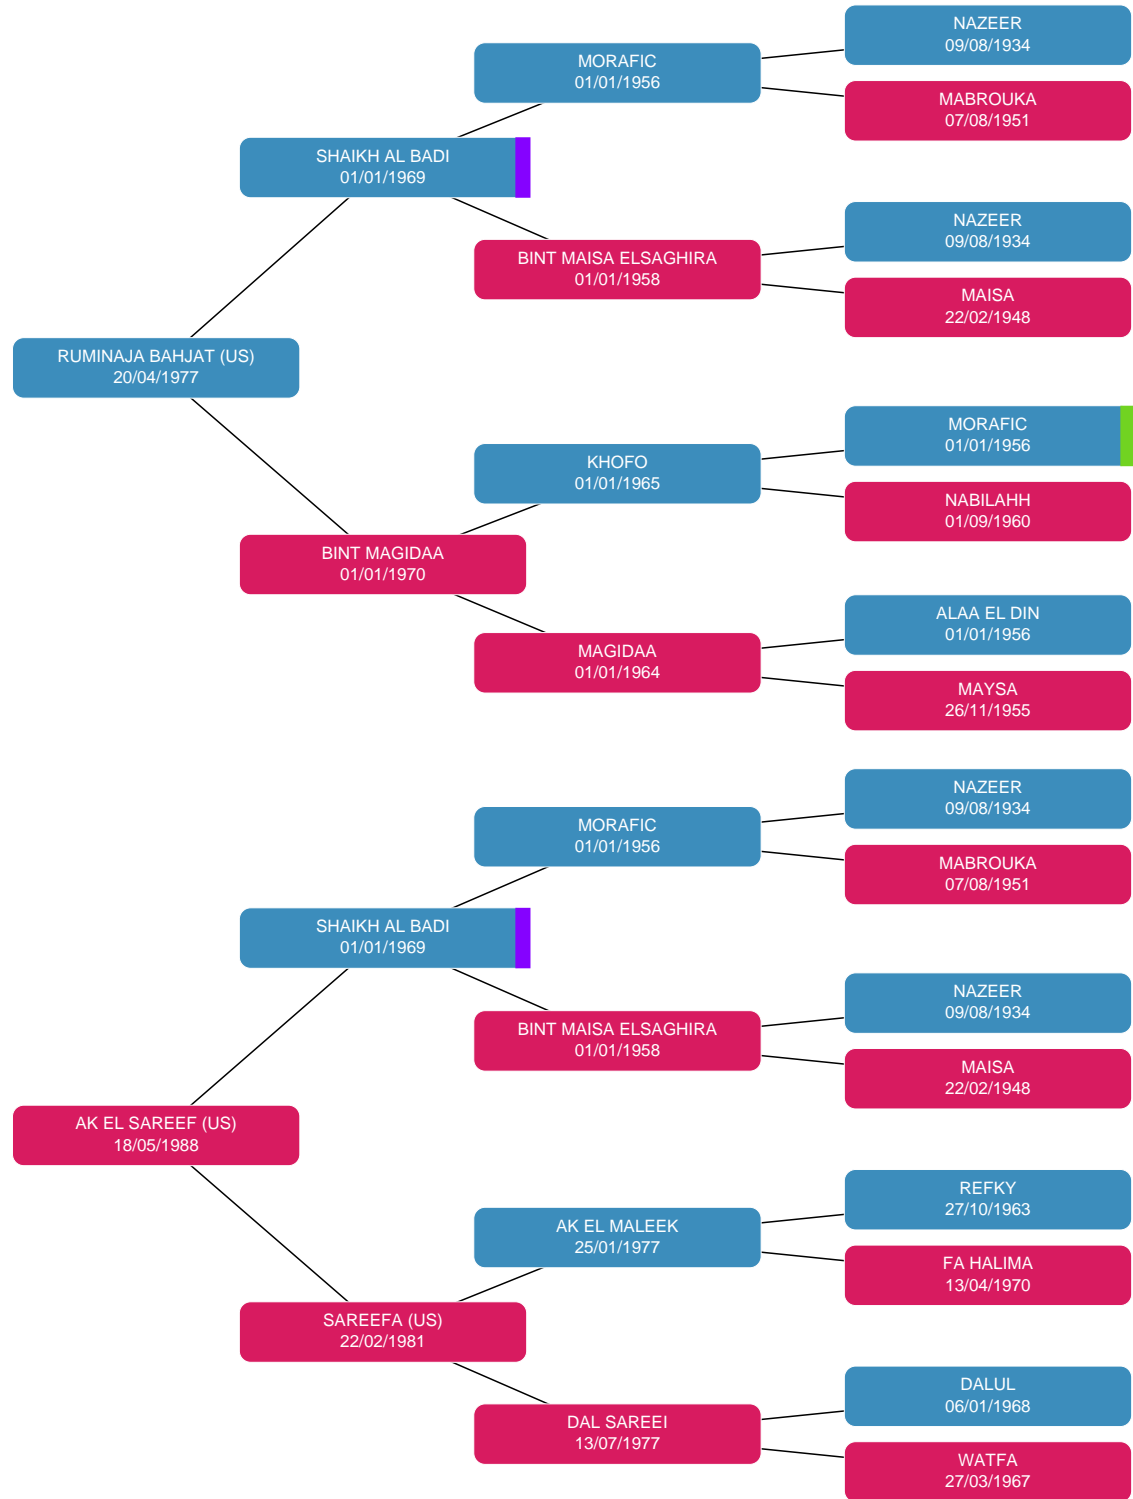 NAZEER
09/08/1934
MORAFIC
01/01/1956
MABROUKA
07/08/1951
SHAIKH AL BADI
01/01/1969
NAZEER
09/08/1934
BINT MAISA ELSAGHIRA
01/01/1958
MAISA
22/02/1948
RUMINAJA BAHJAT (US)
20/04/1977
MORAFIC
01/01/1956
KHOFO
01/01/1965
NABILAHH
01/09/1960
BINT MAGIDAA
01/01/1970
ALAA EL DIN
01/01/1956
MAGIDAA
01/01/1964
MAYSA
26/11/1955
NAZEER
09/08/1934
MORAFIC
01/01/1956
MABROUKA
07/08/1951
SHAIKH AL BADI
01/01/1969
NAZEER
09/08/1934
BINT MAISA ELSAGHIRA
01/01/1958
MAISA
22/02/1948
AK EL SAREEF (US)
18/05/1988
REFKY
27/10/1963
AK EL MALEEK
25/01/1977
FA HALIMA
13/04/1970
SAREEFA (US)
22/02/1981
DALUL
06/01/1968
DAL SAREEI
13/07/1977
WATFA
27/03/1967